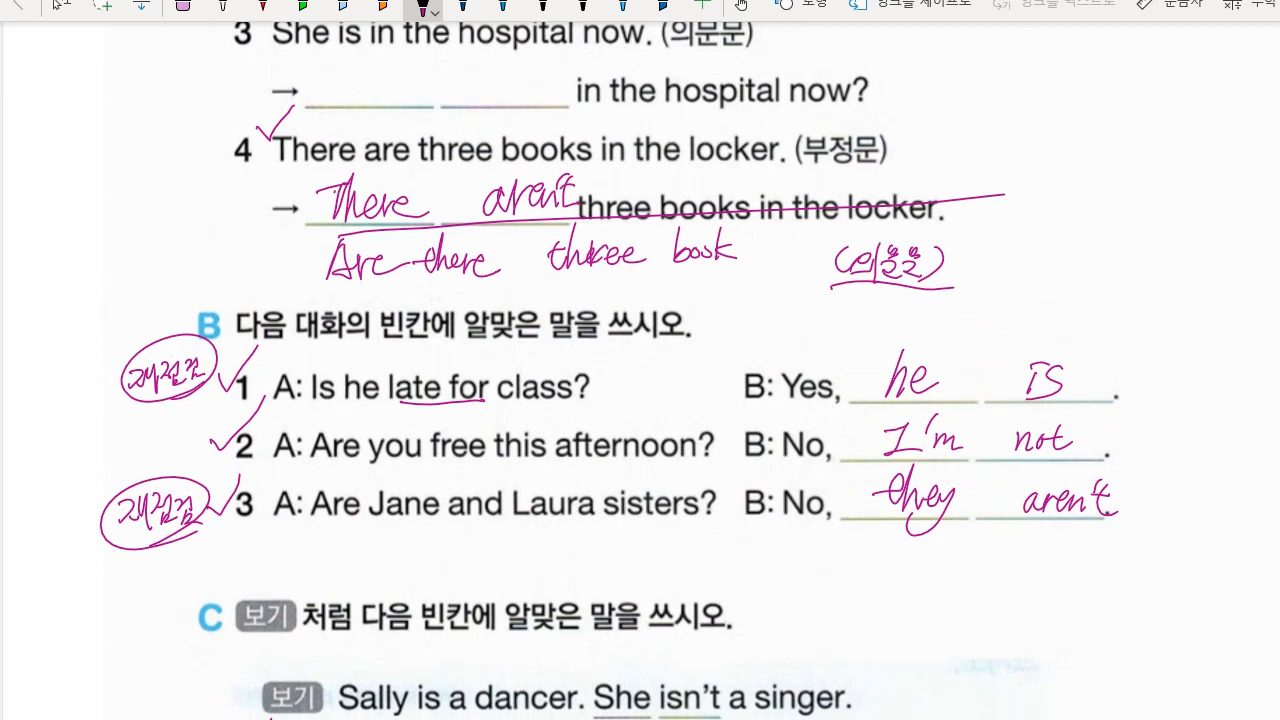 3 She is in the hospital now. (의문문)
→ ____ ____ in the hospital now?
4 There are three books in the locker. (부정문)
→ There aren't three books in the locker.
Are there three book (의문문)
B 다음 대화의 빈칸에 알맞은 말을 쓰시오.
재점검 1 A: Is he late for class? B: Yes, he is.
2 A: Are you free this afternoon? B: No, I'm not.
재점검 3 A: Are Jane and Laura sisters? B: No, they aren't.
C 보기 처럼 다음 빈칸에 알맞은 말을 쓰시오.
보기 Sally is a dancer. She isn't a singer.